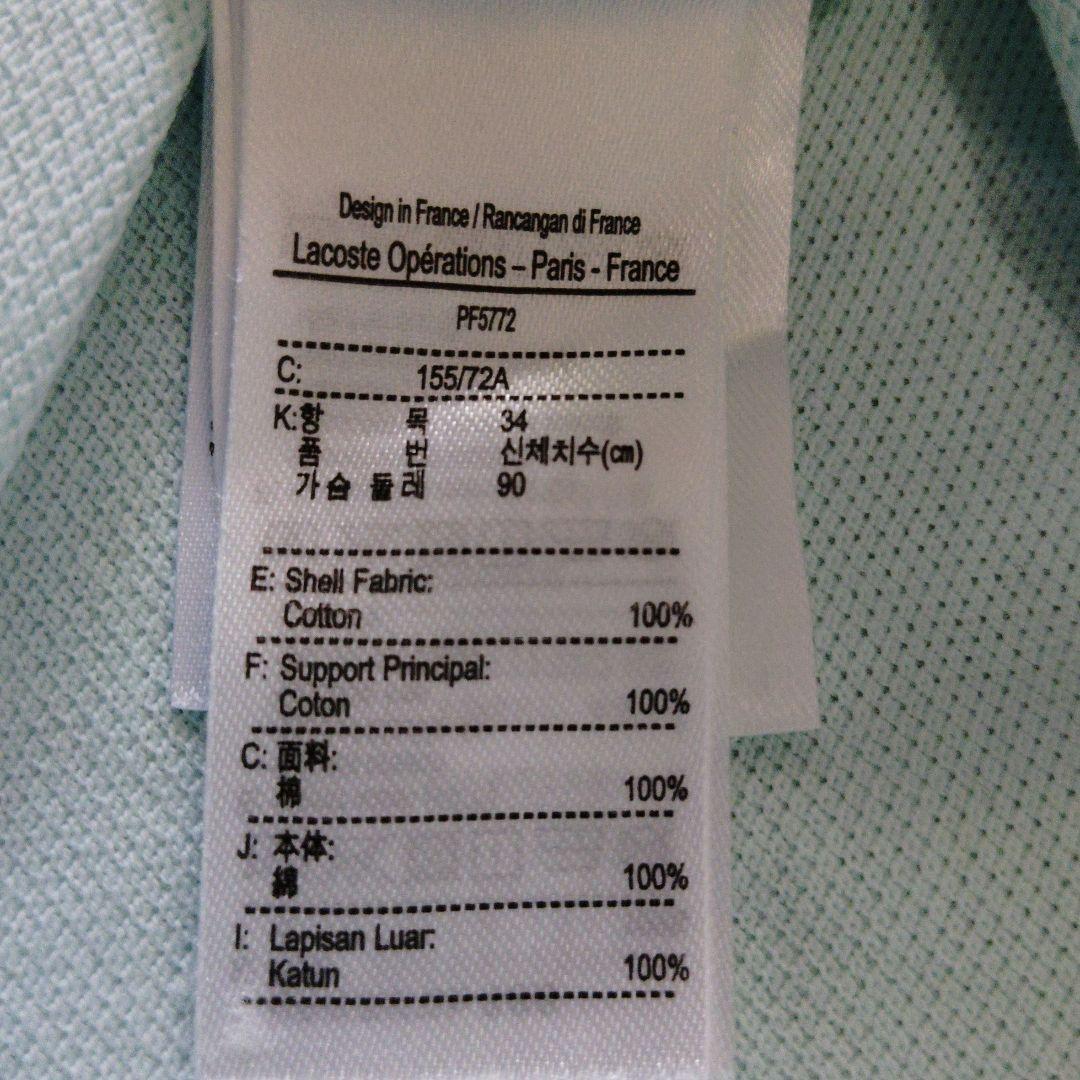 Design in France / Rancangan di France
Lacoste Opérations – Paris - France
PF5772
C: 155/72A
K:항 목 34
품 번 신체치수(㎝)
가슴 둘레 90
E: Shell Fabric:
Cotton 100%
F: Support Principal:
Coton 100%
C: 面料:
棉 100%
J: 本体:
綿 100%
I: Lapisan Luar:
Katun 100%